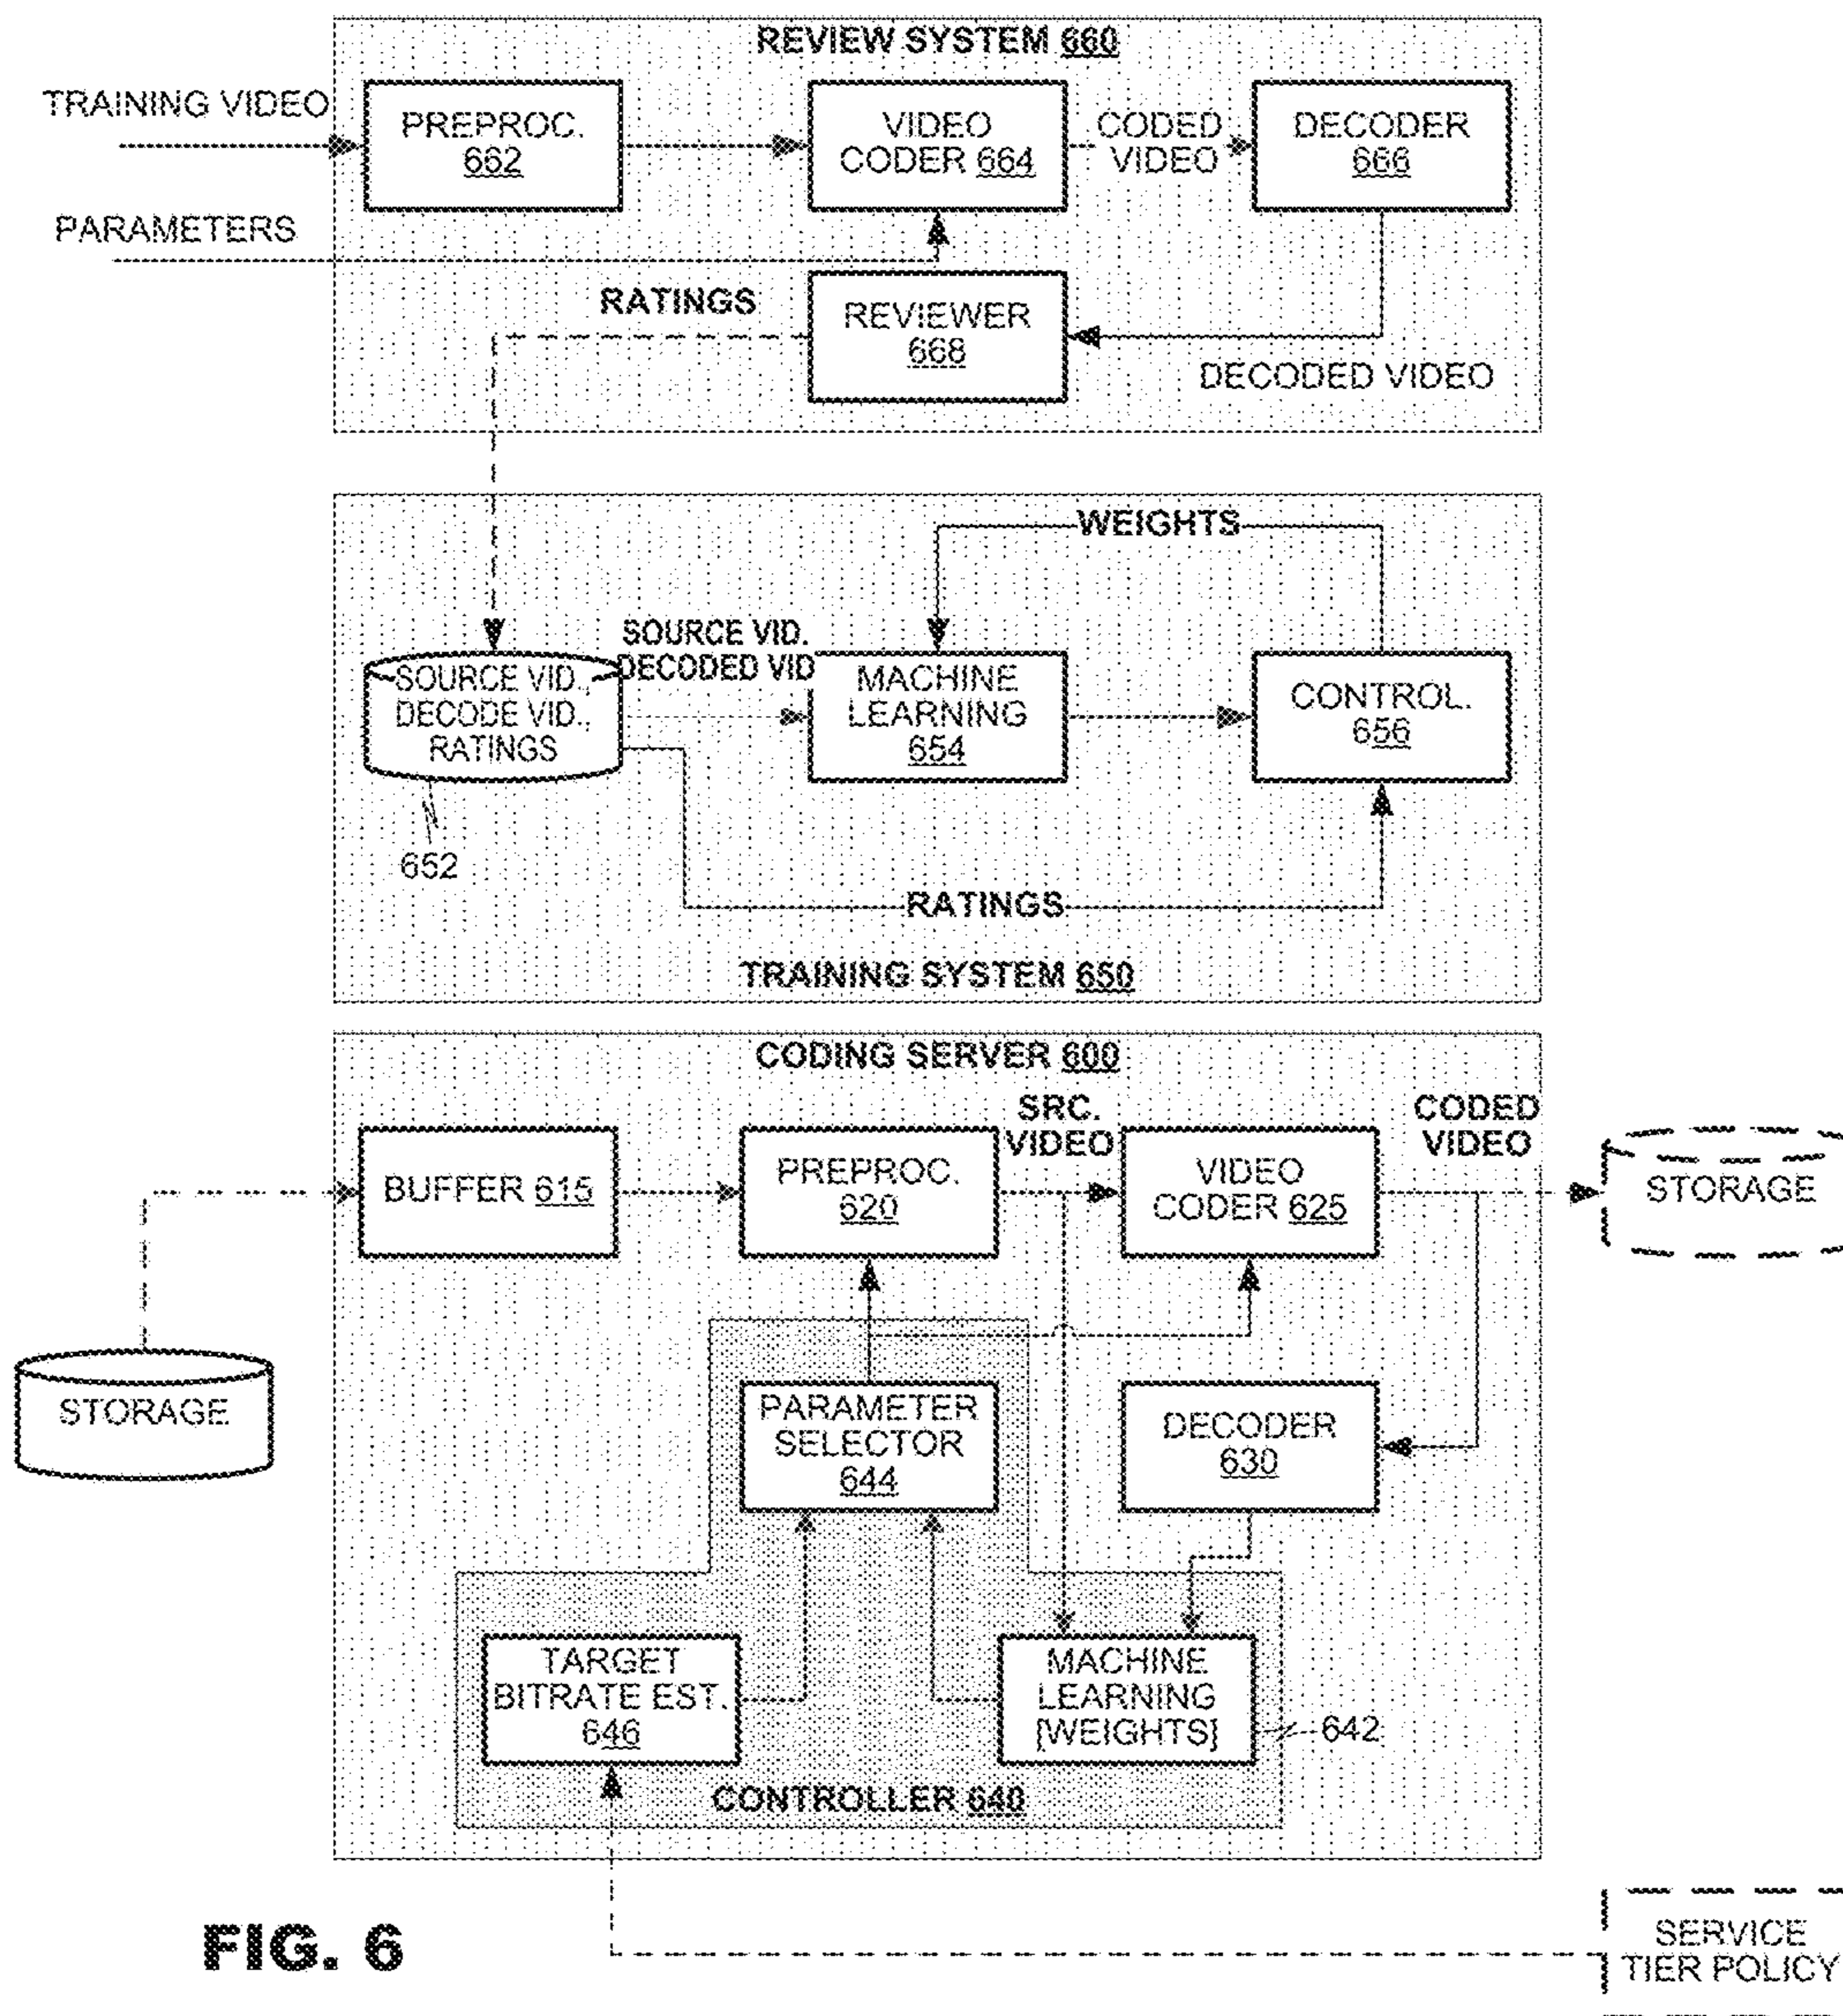 REVIEW SYSTEM 660
TRAINING VIDEO
PREPROC.
662
VIDEO
CODER 664
CODED
VIDEO
DECODER
666
PARAMETERS
RATINGS
REVIEWER
668
DECODED VIDEO
WEIGHTS
SOURCE VID.
DECODED VID
SOURCE VID.,
DECODE VID.,
RATINGS
MACHINE
LEARNING
654
CONTROL.
656
652
RATINGS
TRAINING SYSTEM 650
CODING SERVER 600
SRC.
VIDEO
CODED
VIDEO
BUFFER 615
PREPROC.
620
VIDEO
CODER 625
STORAGE
STORAGE
PARAMETER
SELECTOR
644
DECODER
630
TARGET
BITRATE EST.
646
MACHINE
LEARNING
[WEIGHTS]
642
CONTROLLER 640
FIG. 6
SERVICE
TIER POLICY